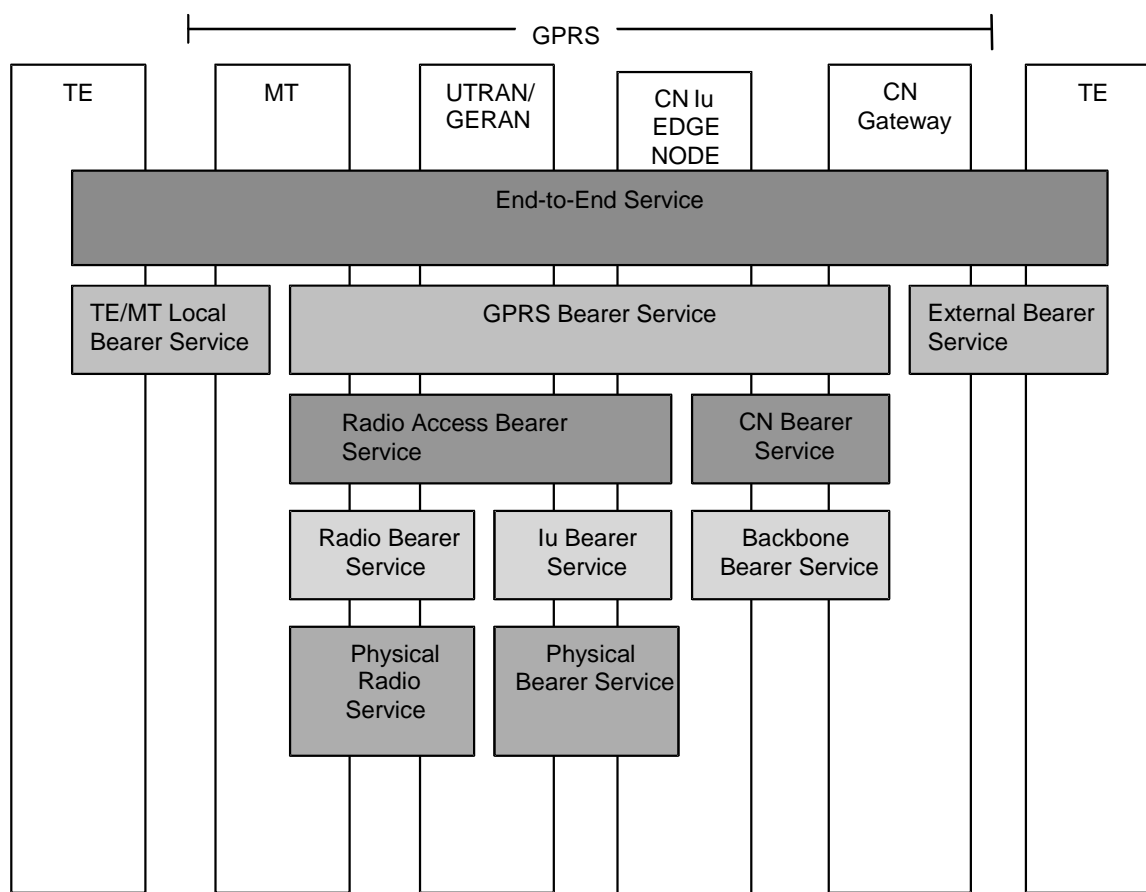 GPRS
TE
MT
UTRAN/
GERAN
CN Iu
EDGE
NODE
CN
Gateway
TE
End-to-End Service
TE/MT Local
Bearer Service
GPRS Bearer Service
External Bearer
Service
Radio Access Bearer
Service
CN Bearer
Service
Radio Bearer
Service
Iu Bearer
Service
Backbone
Bearer Service
Physical
Radio
Service
Physical
Bearer Service